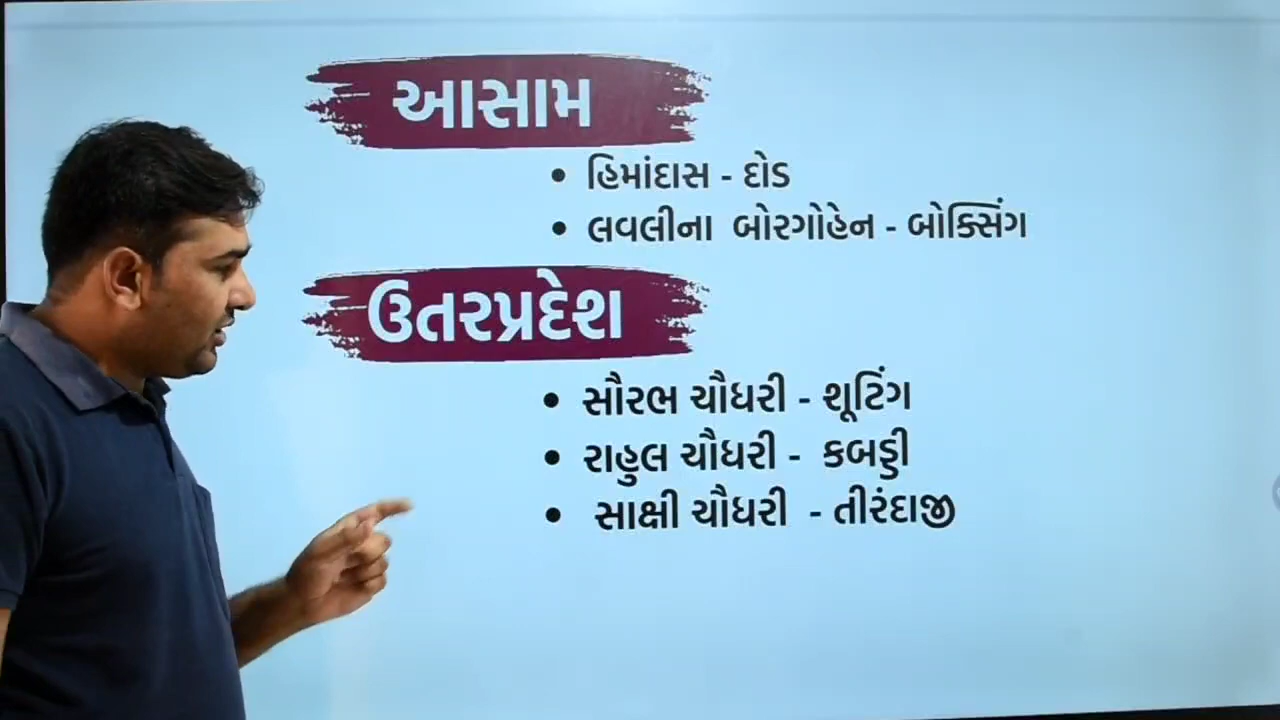 આસામ
• હિમાંદાસ - દોડ
• લવલીના બોરગોહેન - બોક્સિંગ
ઉતરપ્રદેશ
• સૌરભ ચૌધરી - શૂટિંગ
• રાહુલ ચૌધરી - કબડ્ડી
• સાક્ષી ચૌધરી - તીરંદાજી